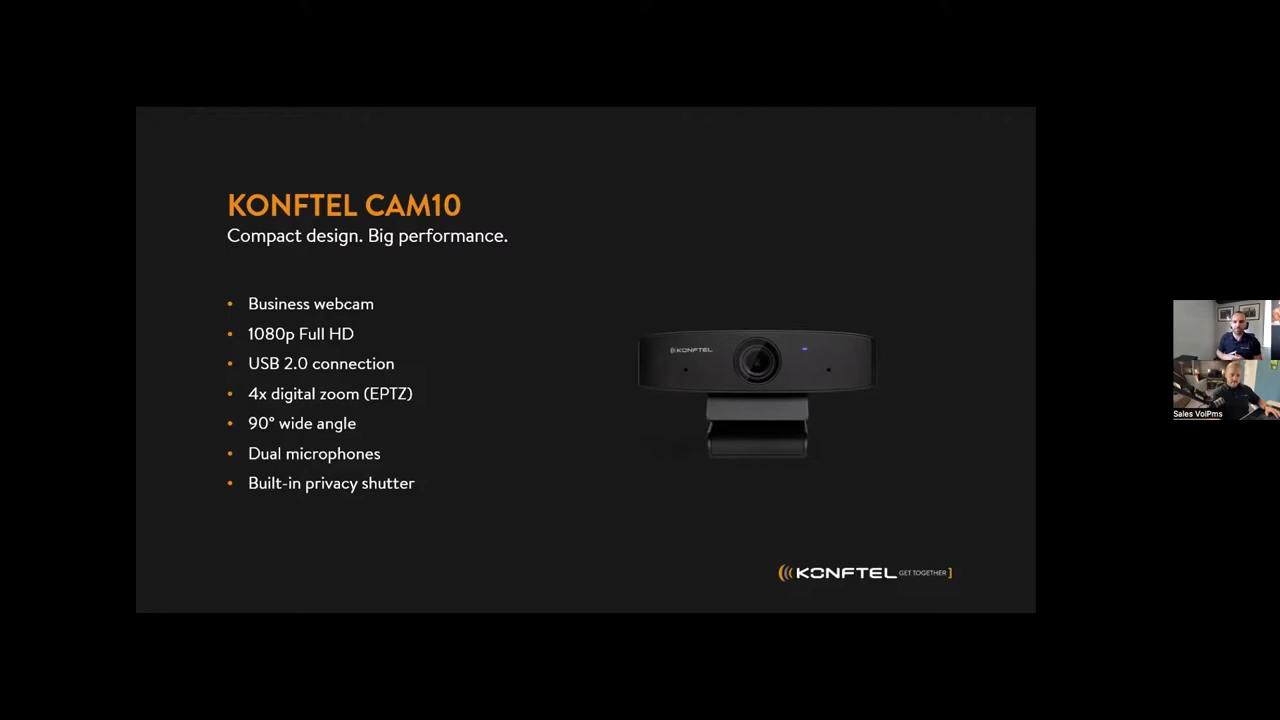 KONFTEL CAM10
Compact design. Big performance.
• Business webcam
• 1080p Full HD
• USB 2.0 connection
• 4x digital zoom (EPTZ)
• 90° wide angle
• Dual microphones
• Built-in privacy shutter
KONFTEL
KONFTEL GET TOGETHER
Sales VoIPms